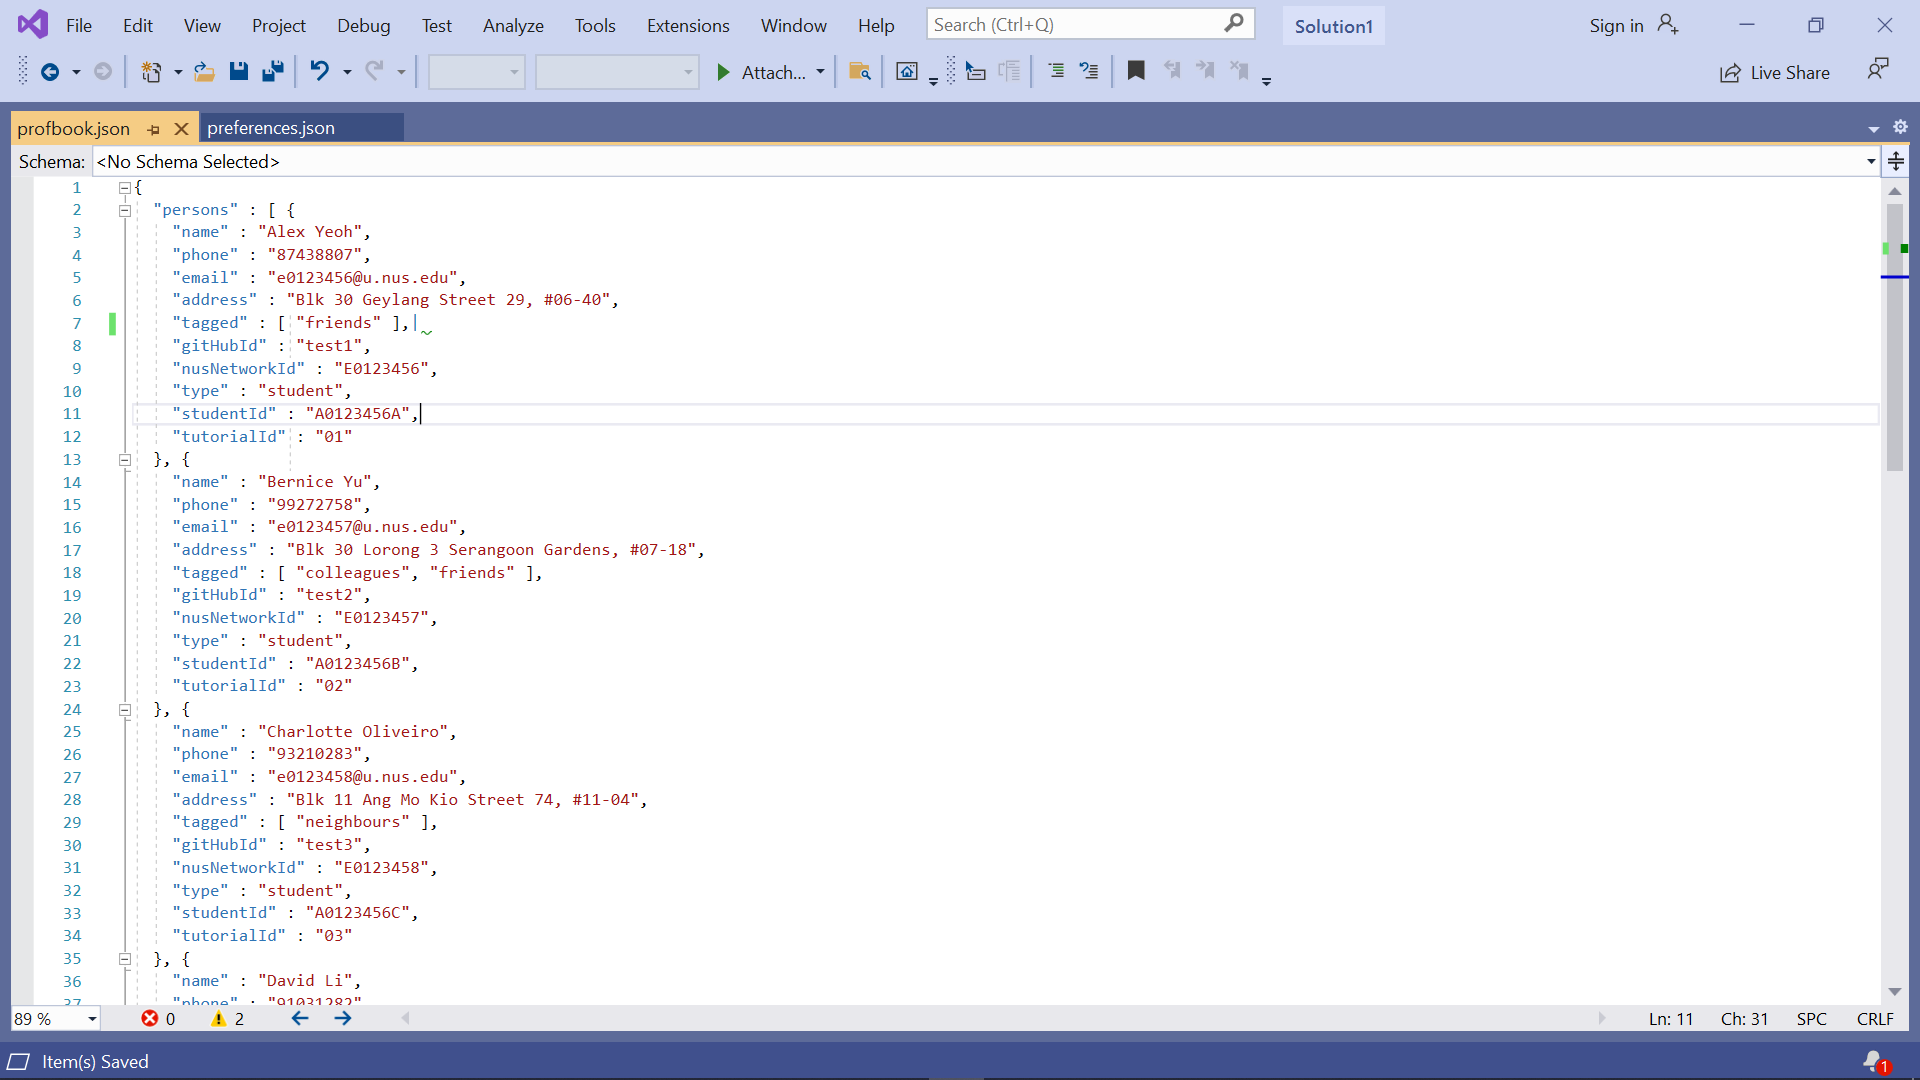 File Edit View Project Debug Test Analyze Tools Extensions Window Help Search (Ctrl+Q) Solution1 Sign in
Attach... Live Share
profbook.json preferences.json
Schema: <No Schema Selected>
1 {
2 "persons" : [ {
3 "name" : "Alex Yeoh",
4 "phone" : "87438807",
5 "email" : "e0123456@u.nus.edu",
6 "address" : "Blk 30 Geylang Street 29, #06-40",
7 "tagged" : [ "friends" ],
8 "gitHubId" : "test1",
9 "nusNetworkId" : "E0123456",
10 "type" : "student",
11 "studentId" : "A0123456A",
12 "tutorialId" : "01"
13 }, {
14 "name" : "Bernice Yu",
15 "phone" : "99272758",
16 "email" : "e0123457@u.nus.edu",
17 "address" : "Blk 30 Lorong 3 Serangoon Gardens, #07-18",
18 "tagged" : [ "colleagues", "friends" ],
19 "gitHubId" : "test2",
20 "nusNetworkId" : "E0123457",
21 "type" : "student",
22 "studentId" : "A0123456B",
23 "tutorialId" : "02"
24 }, {
25 "name" : "Charlotte Oliveiro",
26 "phone" : "93210283",
27 "email" : "e0123458@u.nus.edu",
28 "address" : "Blk 11 Ang Mo Kio Street 74, #11-04",
29 "tagged" : [ "neighbours" ],
30 "gitHubId" : "test3",
31 "nusNetworkId" : "E0123458",
32 "type" : "student",
33 "studentId" : "A0123456C",
34 "tutorialId" : "03"
35 }, {
36 "name" : "David Li",
37 "phone" : "91031282"
89 % 0 2 Ln: 11 Ch: 31 SPC CRLF
Item(s) Saved 1